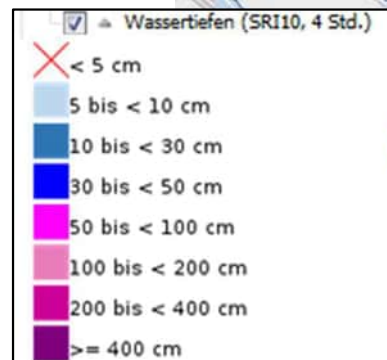 Wassertiefen (SRI10, 4 Std.)
< 5 cm
5 bis < 10 cm
10 bis < 30 cm
30 bis < 50 cm
50 bis < 100 cm
100 bis < 200 cm
200 bis < 400 cm
>= 400 cm